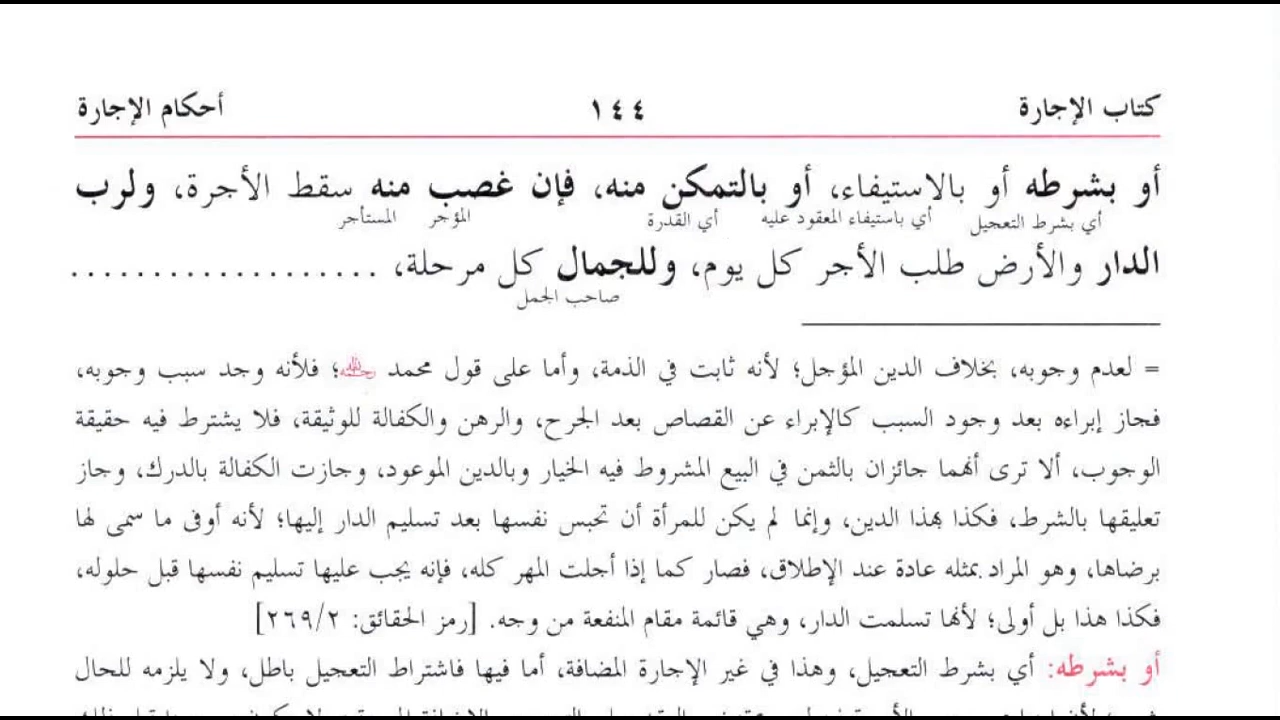 كتاب الإجارة ١٤٤ أحكام الإجارة
أو بشرطه أو بالاستيفاء، أو بالتمكن منه، فإن غصب منه سقط الأجرة، ولرب
أي بشرط التعجيل أي باستيفاء المعقود عليه أي القدرة المؤجر المستأجر
الدار والأرض طلب الأجر كل يوم، وللجمال كل مرحلة، ....................
صاحب الجمل
= لعدم وجوبه، بخلاف الدين المؤجل؛ لأنه ثابت في الذمة، وأما على قول محمد رحمه الله؛ فلأنه وجد سبب وجوبه،
فجاز إبراءه بعد وجود السبب كالإبراء عن القصاص بعد الجرح، والرهن والكفالة للوثيقة، فلا يشترط فيه حقيقة
الوجوب، ألا ترى أنهما جائزان بالثمن في البيع المشروط فيه الخيار وبالدين الموعود، وجازت الكفالة بالدرك، وجاز
تعليقها بالشرط، فكذا بهذا الدين، وإنما لم يكن للمرأة أن تحبس نفسها بعد تسليم الدار إليها؛ لأنه أوفى ما سمى لها
برضاها، وهو المراد بمثله عادة عند الإطلاق، فصار كما إذا أجلت المهر كله، فإنه يجب عليها تسليم نفسها قبل حلوله،
فكذا هذا بل أولى؛ لأنها تسلمت الدار، وهي قائمة مقام المنفعة من وجه. [رمز الحقائق: ٢٦٩/٢]
أو بشرطه: أي بشرط التعجيل، وهذا في غير الإجارة المضافة، أما فيها فاشتراط التعجيل باطل، ولا يلزمه للحال